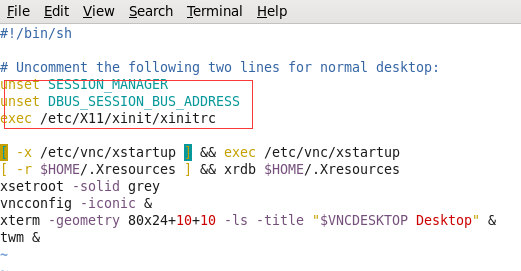 File Edit View Search Terminal Help
#!/bin/sh
# Uncomment the following two lines for normal desktop:
unset SESSION_MANAGER
unset DBUS_SESSION_BUS_ADDRESS
exec /etc/X11/xinit/xinitrc
[ -x /etc/vnc/xstartup ] && exec /etc/vnc/xstartup
[ -r $HOME/.Xresources ] && xrdb $HOME/.Xresources
xsetroot -solid grey
vncconfig -iconic &
xterm -geometry 80x24+10+10 -ls -title "$VNCDESKTOP Desktop" &
twm &
~